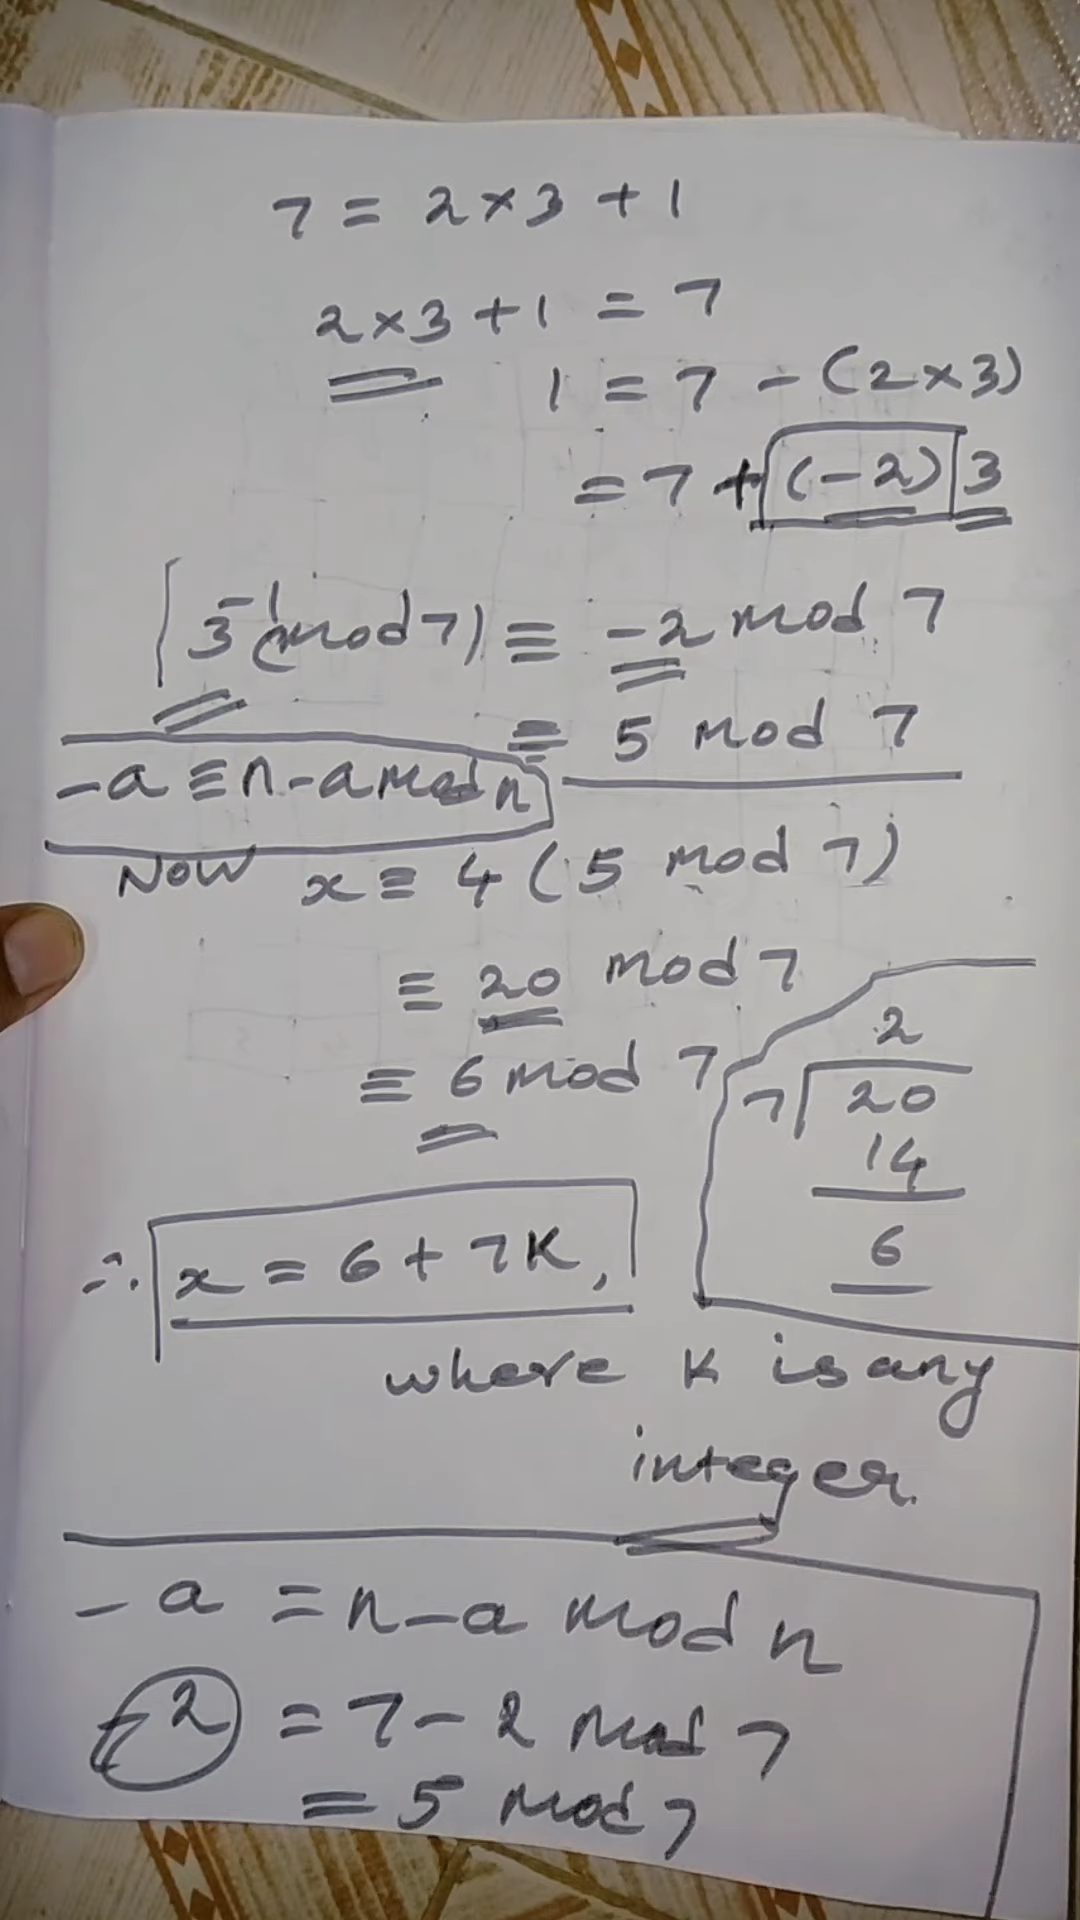 7 = 2 × 3 + 1
2 × 3 + 1 = 7
1 = 7 - (2 × 3)
= 7 + (-2) 3
3⁻¹ (mod 7) ≡ -2 mod 7
≡ 5 mod 7
-a ≡ n-a mod n
NOW x ≡ 4 (5 mod 7)
≡ 20 mod 7
≡ 6 mod 7
2
7 20
14
6
∴ x = 6 + 7K,
where K is any
integer.
-a = n-a mod n
-2 = 7-2 mod 7
= 5 mod 7